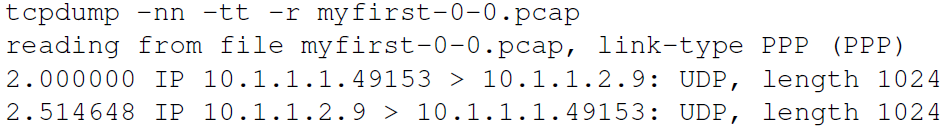 tcpdump -nn -tt -r myfirst-0-0.pcap
reading from file myfirst-0-0.pcap, link-type PPP (PPP)
2.000000 IP 10.1.1.1.49153 > 10.1.1.2.9: UDP, length 1024
2.514648 IP 10.1.1.2.9 > 10.1.1.1.49153: UDP, length 1024